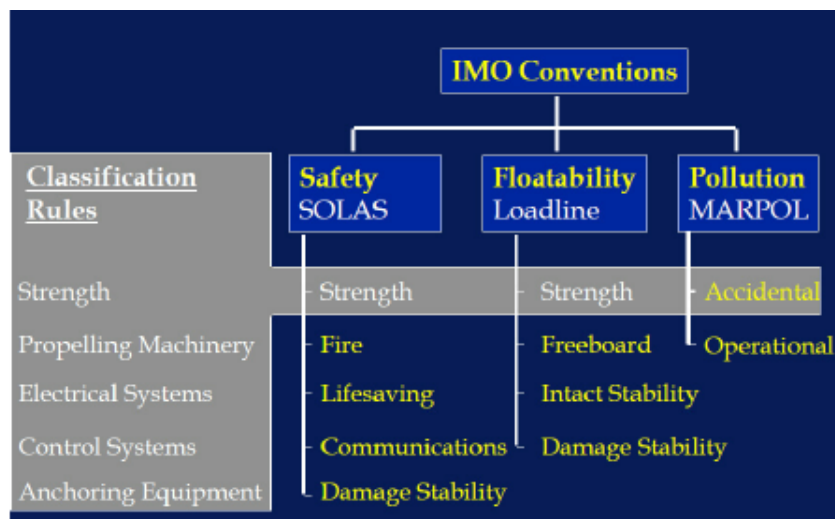 IMO Conventions
Classification
Rules
Safety
SOLAS
Floatability
Loadline
Pollution
MARPOL
Strength
Strength
Strength
Accidental
Propelling Machinery
Fire
Freeboard
Operational
Electrical Systems
Lifesaving
Intact Stability
Control Systems
Communications
Damage Stability
Anchoring Equipment
Damage Stability